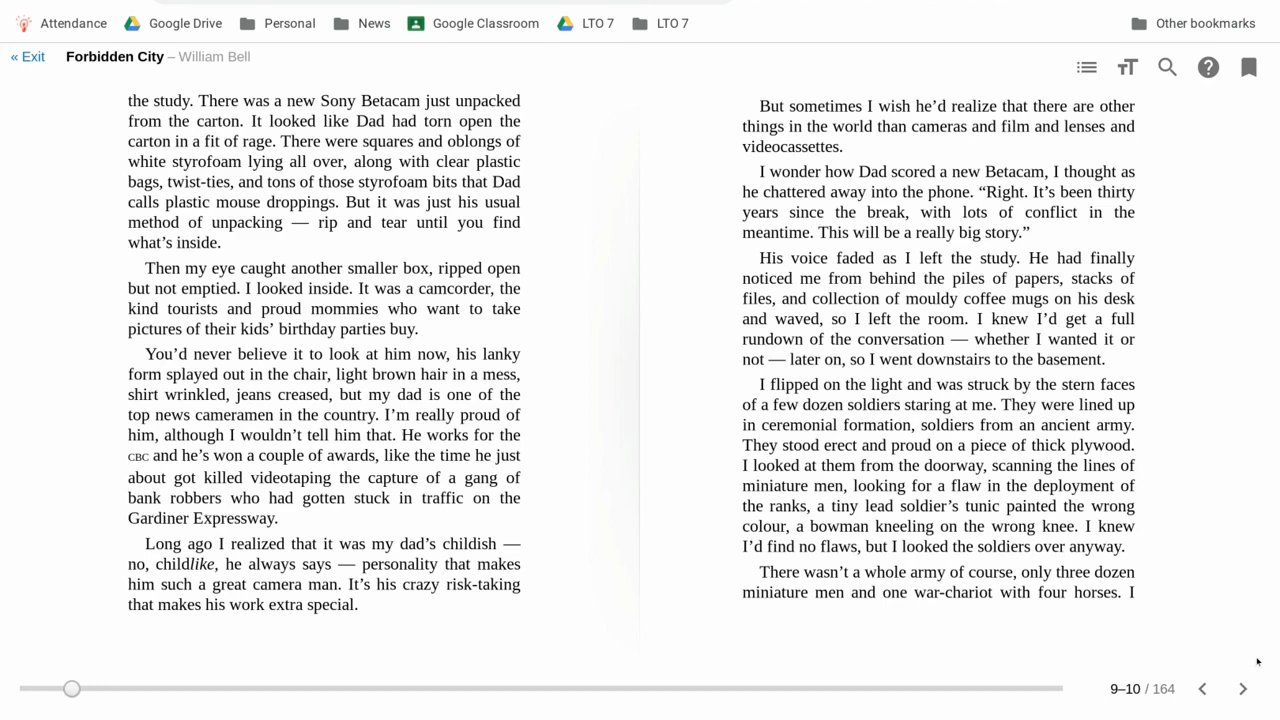 Attendance Google Drive Personal News Google Classroom LTO 7 LTO 7 Other bookmarks
« Exit Forbidden City – William Bell
the study. There was a new Sony Betacam just unpacked
from the carton. It looked like Dad had torn open the
carton in a fit of rage. There were squares and oblongs of
white styrofoam lying all over, along with clear plastic
bags, twist-ties, and tons of those styrofoam bits that Dad
calls plastic mouse droppings. But it was just his usual
method of unpacking — rip and tear until you find
what’s inside.
Then my eye caught another smaller box, ripped open
but not emptied. I looked inside. It was a camcorder, the
kind tourists and proud mommies who want to take
pictures of their kids’ birthday parties buy.
You’d never believe it to look at him now, his lanky
form splayed out in the chair, light brown hair in a mess,
shirt wrinkled, jeans creased, but my dad is one of the
top news cameramen in the country. I’m really proud of
him, although I wouldn’t tell him that. He works for the
CBC and he’s won a couple of awards, like the time he just
about got killed videotaping the capture of a gang of
bank robbers who had gotten stuck in traffic on the
Gardiner Expressway.
Long ago I realized that it was my dad’s childish —
no, childlike, he always says — personality that makes
him such a great camera man. It’s his crazy risk-taking
that makes his work extra special.
But sometimes I wish he’d realize that there are other
things in the world than cameras and film and lenses and
videocassettes.
I wonder how Dad scored a new Betacam, I thought as
he chattered away into the phone. “Right. It’s been thirty
years since the break, with lots of conflict in the
meantime. This will be a really big story.”
His voice faded as I left the study. He had finally
noticed me from behind the piles of papers, stacks of
files, and collection of mouldy coffee mugs on his desk
and waved, so I left the room. I knew I’d get a full
rundown of the conversation — whether I wanted it or
not — later on, so I went downstairs to the basement.
I flipped on the light and was struck by the stern faces
of a few dozen soldiers staring at me. They were lined up
in ceremonial formation, soldiers from an ancient army.
They stood erect and proud on a piece of thick plywood.
I looked at them from the doorway, scanning the lines of
miniature men, looking for a flaw in the deployment of
the ranks, a tiny lead soldier’s tunic painted the wrong
colour, a bowman kneeling on the wrong knee. I knew
I’d find no flaws, but I looked the soldiers over anyway.
There wasn’t a whole army of course, only three dozen
miniature men and one war-chariot with four horses. I
9–10 / 164